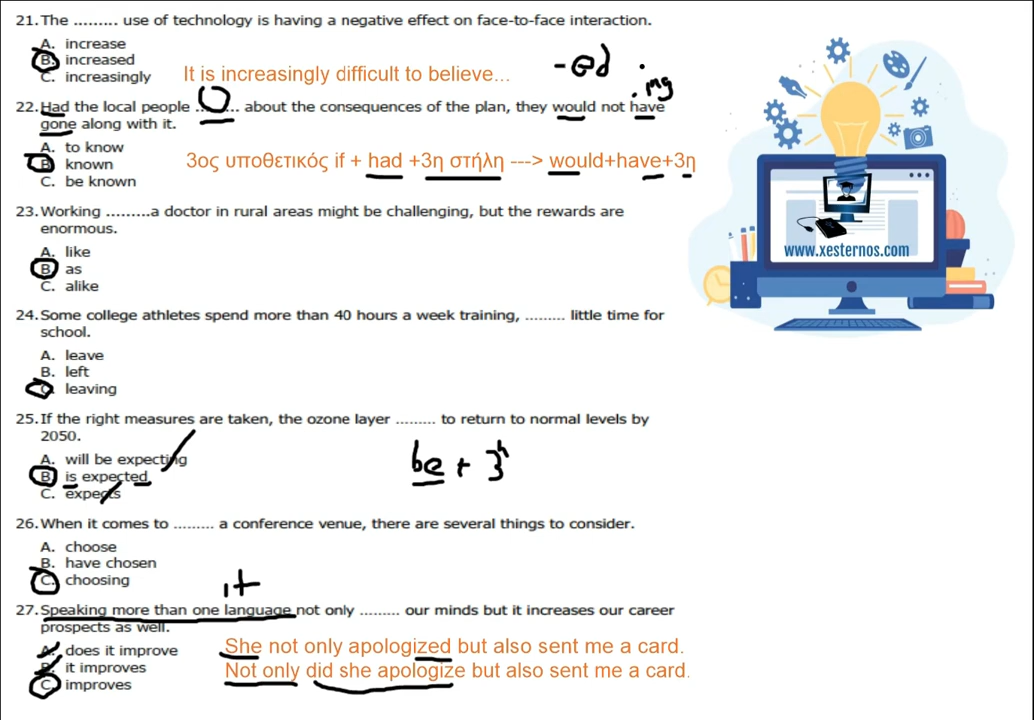 21. The ......... use of technology is having a negative effect on face-to-face interaction.
A. increase
B. increased
C. increasingly
It is increasingly difficult to believe...
-ed
.ing
22. Had the local people ......... about the consequences of the plan, they would not have
gone along with it.
A. to know
B. known
C. be known
3ος υποθετικός if + had +3η στήλη ---> would+have+3η
23. Working .........a doctor in rural areas might be challenging, but the rewards are
enormous.
A. like
B. as
C. alike
www.xesternos.com
24. Some college athletes spend more than 40 hours a week training, ......... little time for
school.
A. leave
B. left
C. leaving
25. If the right measures are taken, the ozone layer ......... to return to normal levels by
2050.
A. will be expecting
B. is expected
C. expects
be + 3η
26. When it comes to ......... a conference venue, there are several things to consider.
A. choose
B. have chosen
C. choosing
it
27. Speaking more than one language not only ......... our minds but it increases our career
prospects as well.
A. does it improve
B. it improves
C. improves
She not only apologized but also sent me a card.
Not only did she apologize but also sent me a card.